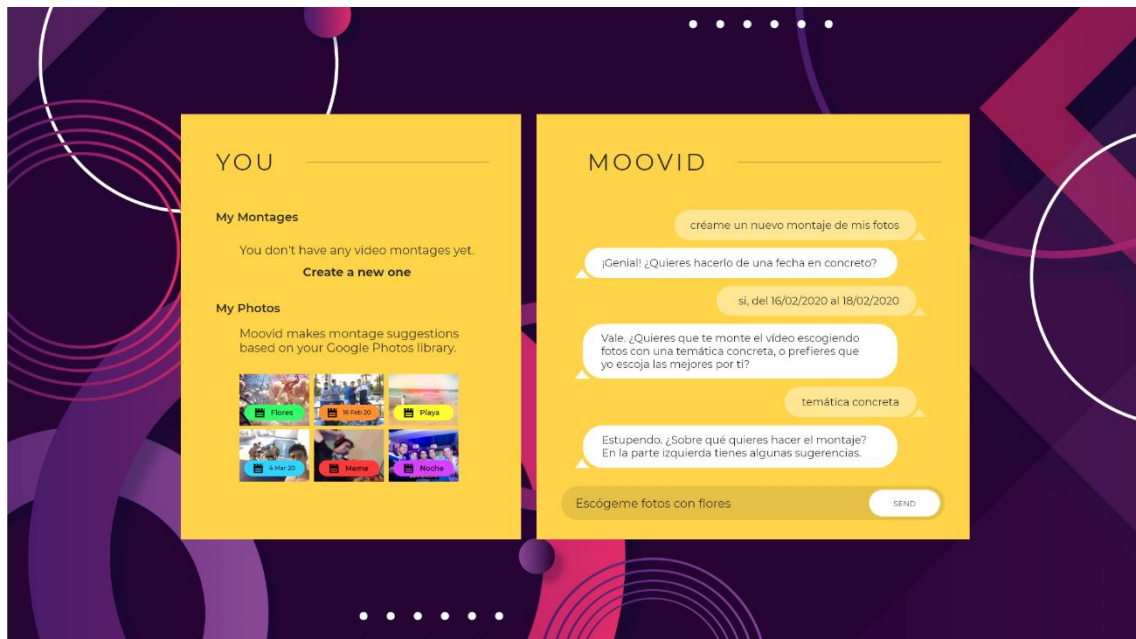 YOU
My Montages
You don't have any video montages yet.
Create a new one
My Photos
Moovid makes montage suggestions
based on your Google Photos library.
Flores
16 Feb 20
Playa
4 Mar 20
Meme
Noche
MOOVID
créame un nuevo montaje de mis fotos
¡Genial! ¿Quieres hacerlo de una fecha en concreto?
si, del 16/02/2020 al 18/02/2020
Vale. ¿Quieres que te monte el vídeo escogiendo
fotos con una temática concreta, o prefieres que
yo escoja las mejores por ti?
temática concreta
Estupendo. ¿Sobre qué quieres hacer el montaje?
En la parte izquierda tienes algunas sugerencias.
Escógeme fotos con flores
SEND